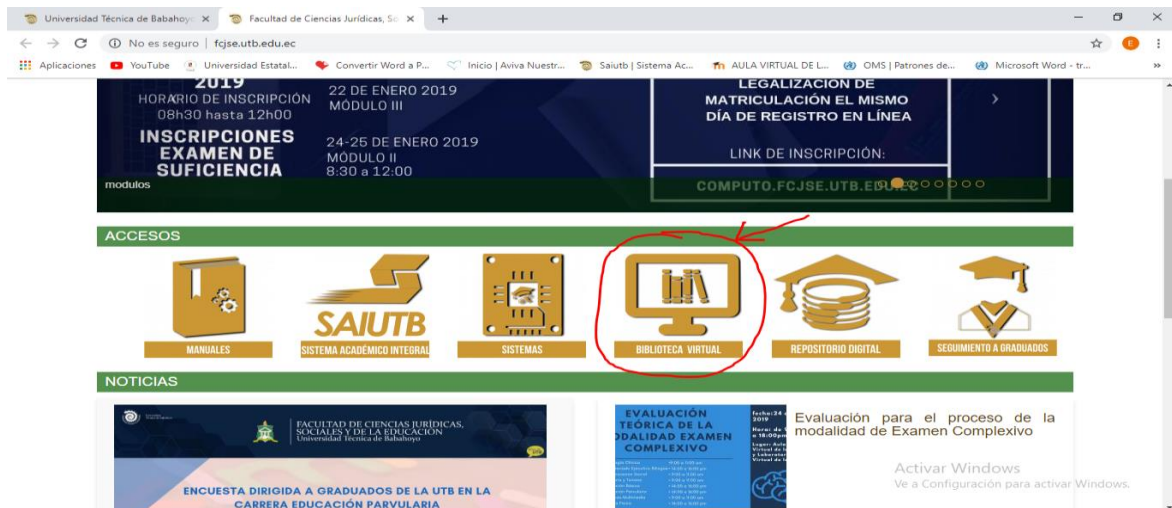 Universidad Técnica de Babahoyo
Facultad de Ciencias Jurídicas, So
No es seguro | fcjse.utb.edu.ec
E
Aplicaciones
YouTube
Universidad Estatal...
Convertir Word a P...
Inicio | Aviva Nuestr...
Saiutb | Sistema Ac...
AULA VIRTUAL DE L...
OMS | Patrones de...
Microsoft Word - tr...
2019
HORARIO DE INSCRIPCIÓN
08h30 hasta 12h00
INSCRIPCIONES
EXAMEN DE
SUFICIENCIA
22 DE ENERO 2019
MÓDULO III
24-25 DE ENERO 2019
MÓDULO II
8:30 a 12:00
LEGALIZACIÓN DE
MATRICULACIÓN EL MISMO
DÍA DE REGISTRO EN LÍNEA
LINK DE INSCRIPCIÓN:
COMPUTO.FCJSE.UTB.EDU.EC
modulos
ACCESOS
SAIUTB
MANUALES
SISTEMA ACADÉMICO INTEGRAL
SISTEMAS
BIBLIOTECA VIRTUAL
REPOSITORIO DIGITAL
SEGUIMIENTO A GRADUADOS
NOTICIAS
FACULTAD DE CIENCIAS JURÍDICAS,
SOCIALES Y DE LA EDUCACIÓN
Universidad Técnica de Babahoyo
ENCUESTA DIRIGIDA A GRADUADOS DE LA UTB EN LA
CARRERA EDUCACIÓN PARVULARIA
EVALUACIÓN
TEÓRICA DE LA
MODALIDAD EXAMEN
COMPLEXIVO
Evaluación para el proceso de la
modalidad de Examen Complexivo
Activar Windows
Ve a Configuración para activar Windows.